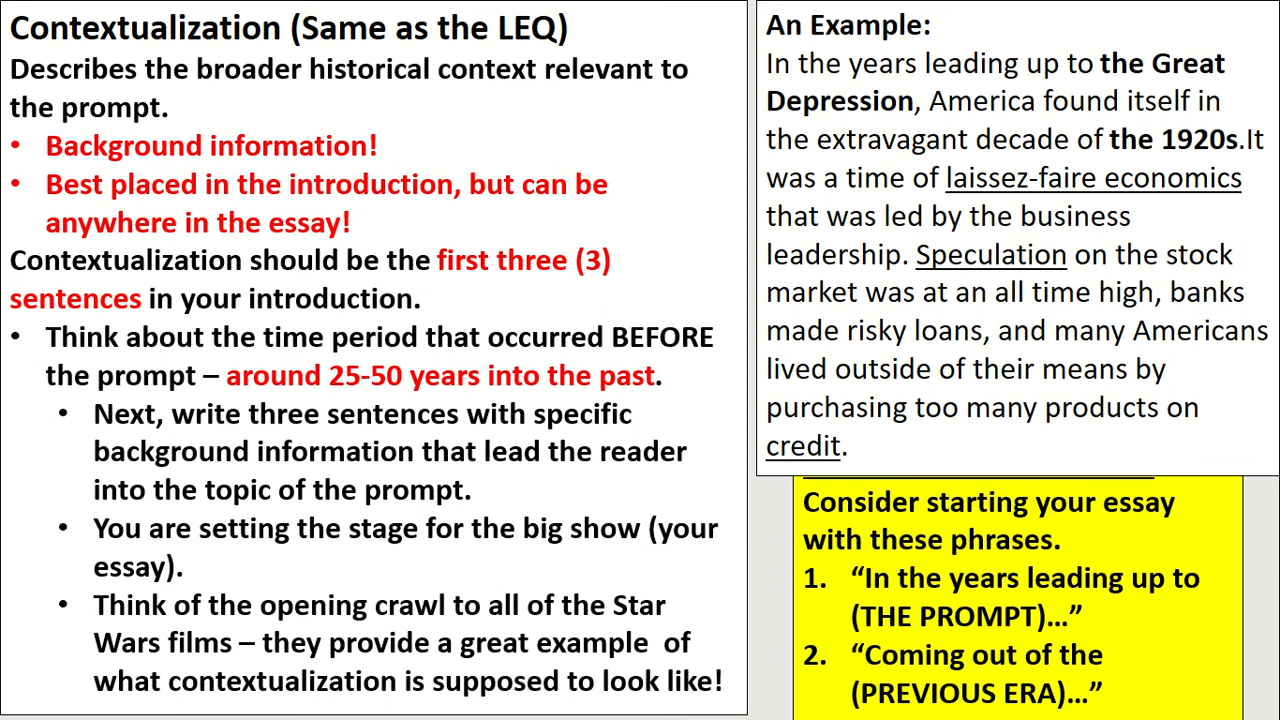 Contextualization (Same as the LEQ)
Describes the broader historical context relevant to
the prompt.
• Background information!
• Best placed in the introduction, but can be
anywhere in the essay!
Contextualization should be the first three (3)
sentences in your introduction.
• Think about the time period that occurred BEFORE
the prompt – around 25-50 years into the past.
• Next, write three sentences with specific
background information that lead the reader
into the topic of the prompt.
• You are setting the stage for the big show (your
essay).
• Think of the opening crawl to all of the Star
Wars films – they provide a great example of
what contextualization is supposed to look like!
An Example:
In the years leading up to the Great
Depression, America found itself in
the extravagant decade of the 1920s.It
was a time of laissez-faire economics
that was led by the business
leadership. Speculation on the stock
market was at an all time high, banks
made risky loans, and many Americans
lived outside of their means by
purchasing too many products on
credit.
Consider starting your essay
with these phrases.
1. “In the years leading up to
(THE PROMPT)…”
2. “Coming out of the
(PREVIOUS ERA)…”